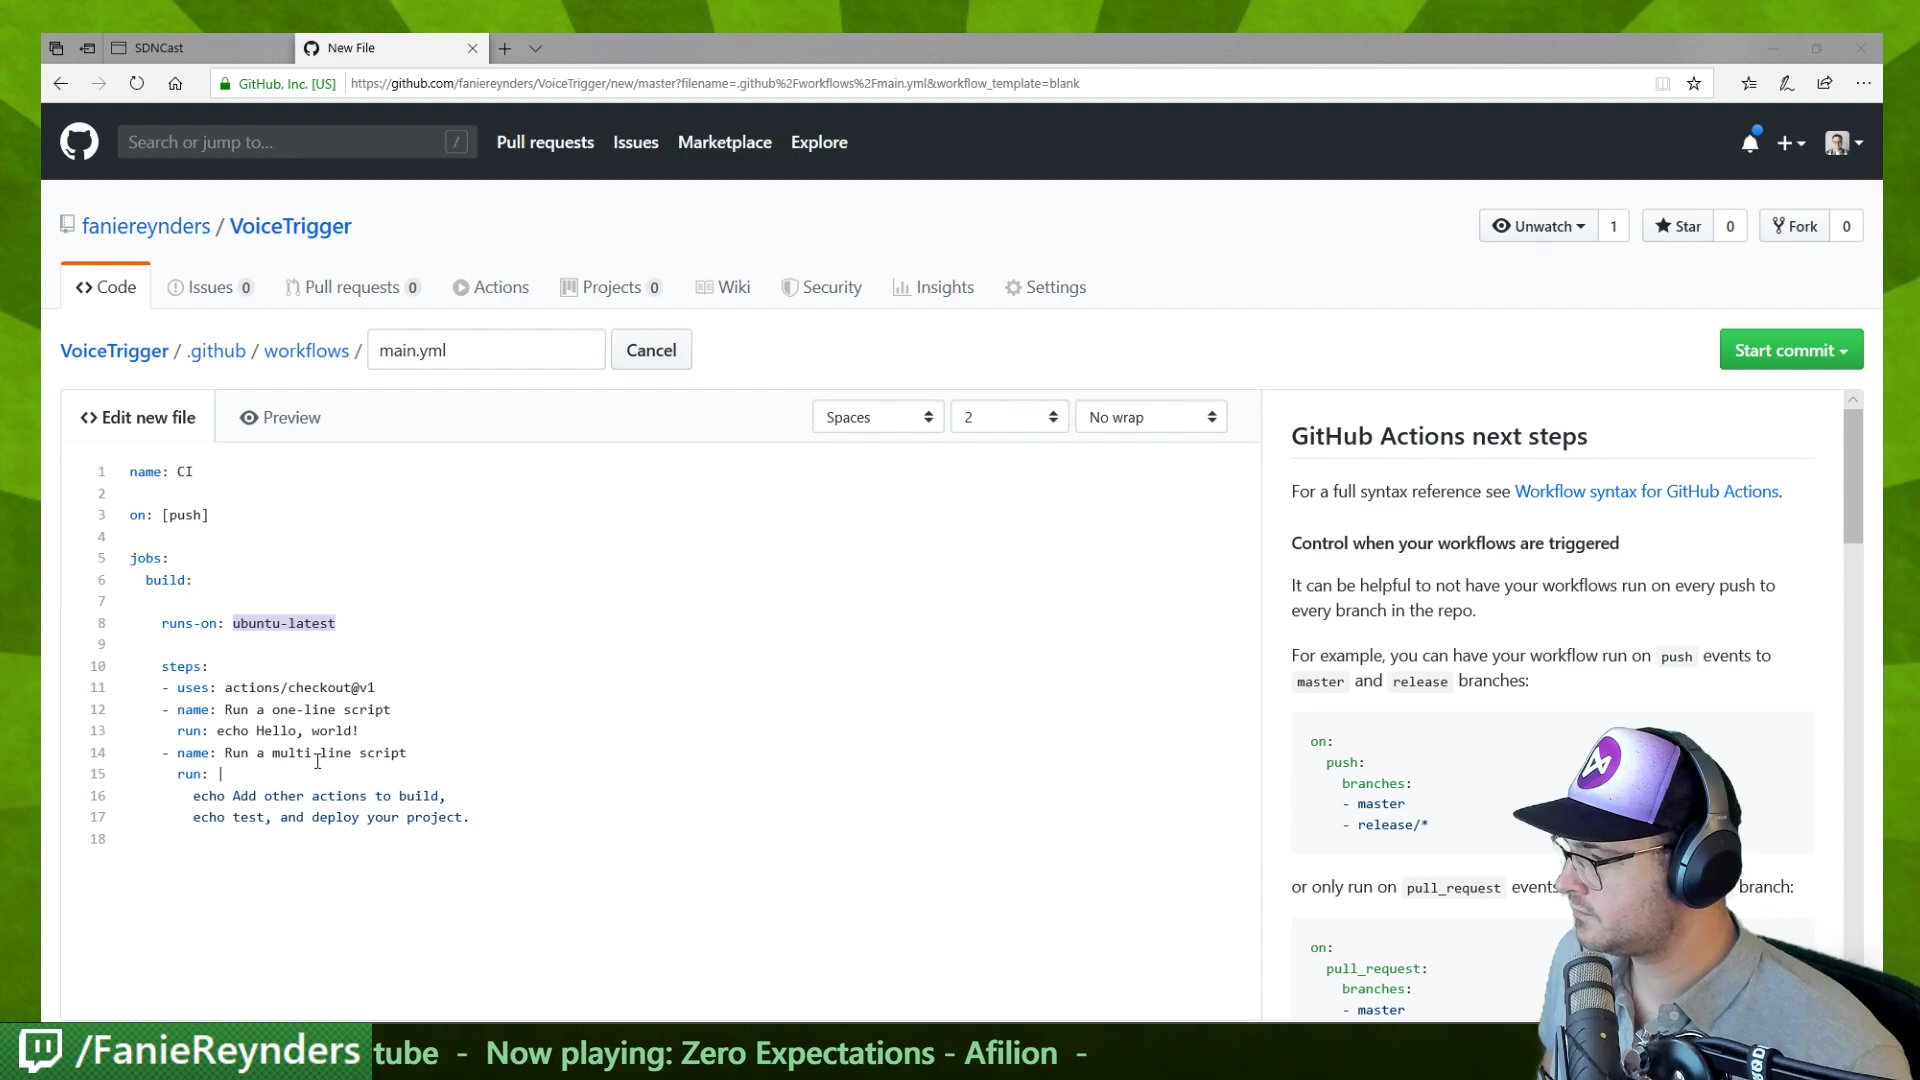 SDNCast
New File
GitHub, Inc. [US]
https://github.com/faniereynders/VoiceTrigger/new/master?filename=.github%2Fworkflows%2Fmain.yml&workflow_template=blank
Search or jump to...
/
Pull requests
Issues
Marketplace
Explore
faniereynders / VoiceTrigger
Unwatch
1
Star
0
Fork
0
Code
Issues 0
Pull requests 0
Actions
Projects 0
Wiki
Security
Insights
Settings
VoiceTrigger / .github / workflows / main.yml
Cancel
Start commit
Edit new file
Preview
Spaces
2
No wrap
1 name: CI
2
3 on: [push]
4
5 jobs:
6 build:
7
8 runs-on: ubuntu-latest
9
10 steps:
11 - uses: actions/checkout@v1
12 - name: Run a one-line script
13 run: echo Hello, world!
14 - name: Run a multi-line script
15 run: |
16 echo Add other actions to build,
17 echo test, and deploy your project.
18
GitHub Actions next steps
For a full syntax reference see Workflow syntax for GitHub Actions.
Control when your workflows are triggered
It can be helpful to not have your workflows run on every push to
every branch in the repo.
For example, you can have your workflow run on push events to
master and release branches:
on:
push:
branches:
- master
- release/*
or only run on pull_request events branch:
on:
pull_request:
branches:
- master
/FanieReynders
tube - Now playing: Zero Expectations - Afilion -